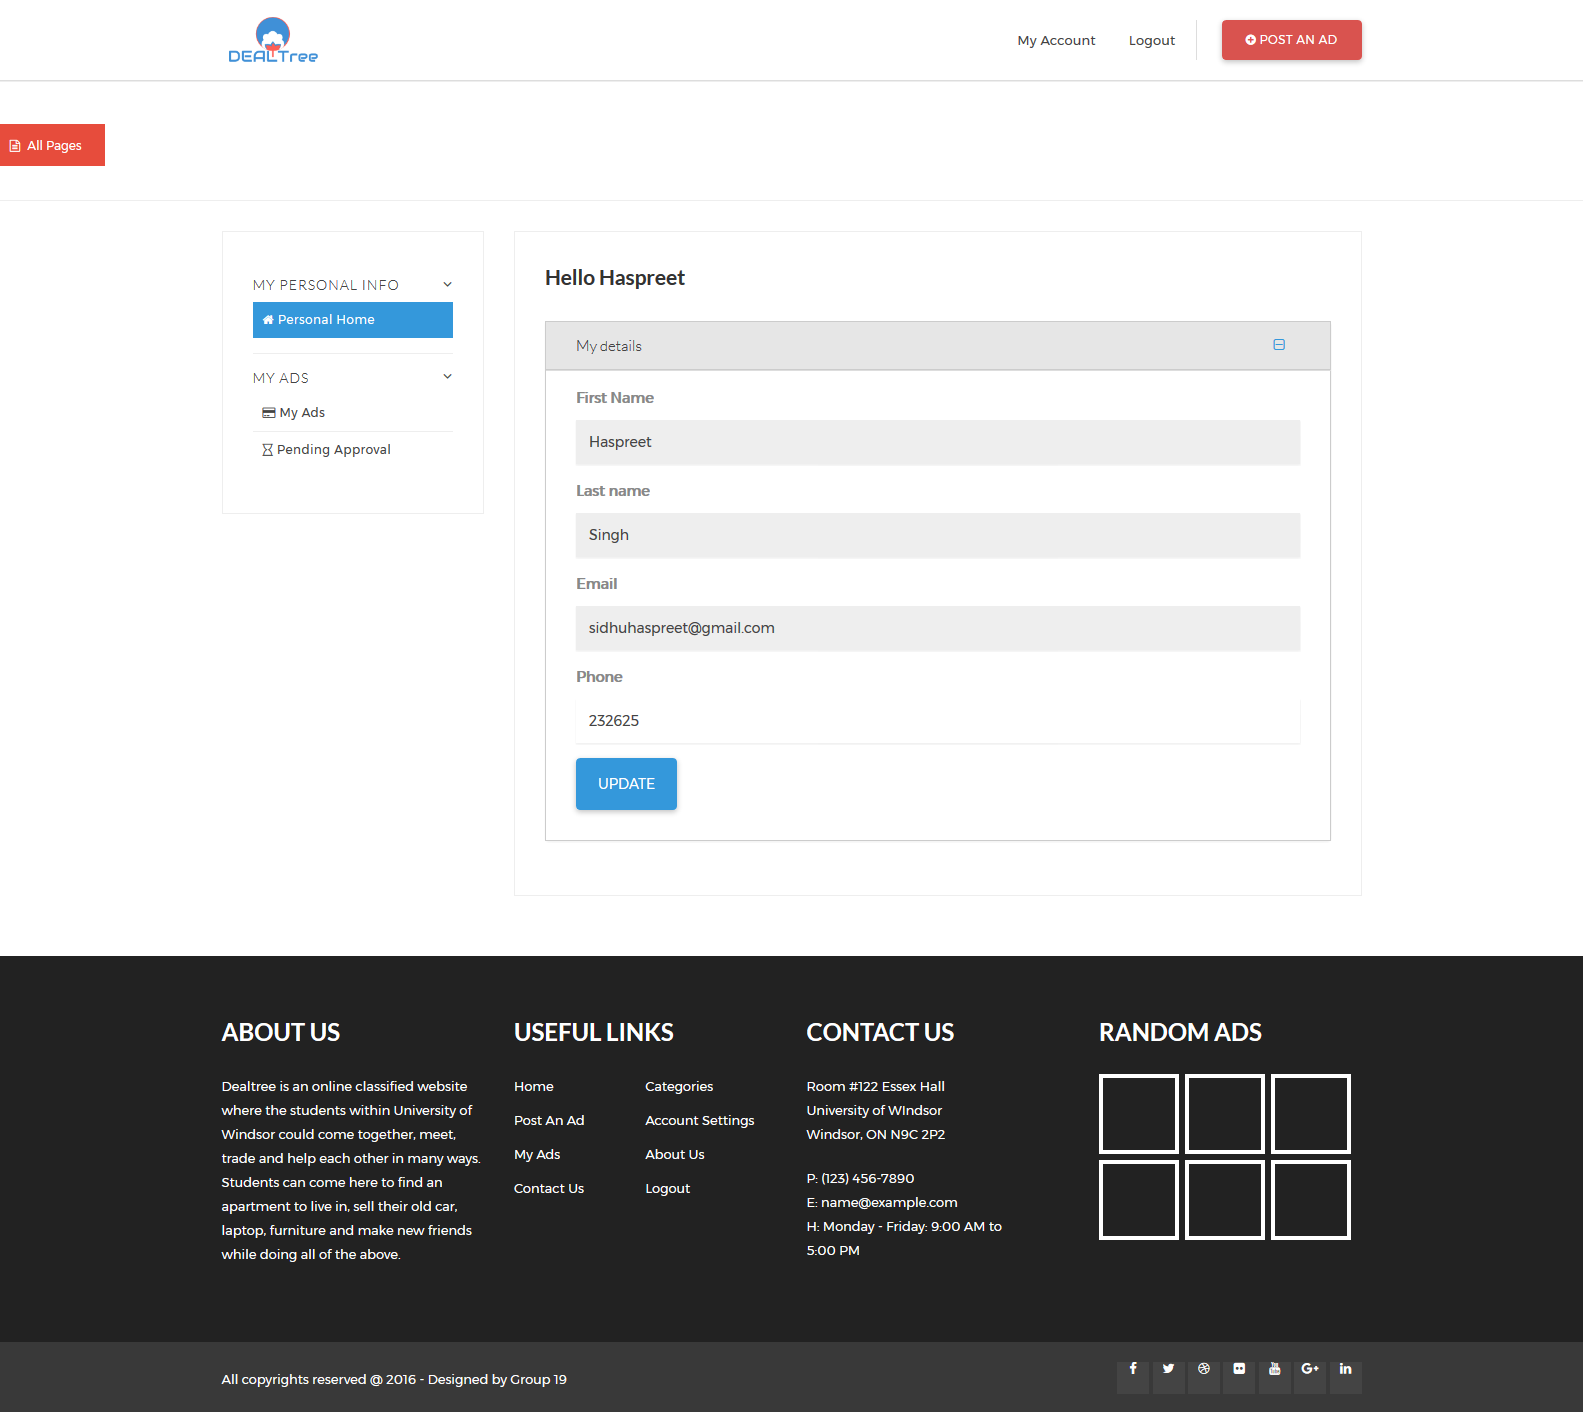 DEALTree
My Account
Logout
POST AN AD
All Pages
MY PERSONAL INFO
Personal Home
MY ADS
My Ads
Pending Approval
Hello Haspreet
My details
First Name
Haspreet
Last name
Singh
Email
sidhuhaspreet@gmail.com
Phone
232625
UPDATE
ABOUT US
Dealtree is an online classified website
where the students within University of
Windsor could come together, meet,
trade and help each other in many ways.
Students can come here to find an
apartment to live in, sell their old car,
laptop, furniture and make new friends
while doing all of the above.
USEFUL LINKS
Home
Categories
Post An Ad
Account Settings
My Ads
About Us
Contact Us
Logout
CONTACT US
Room #122 Essex Hall
University of WIndsor
Windsor, ON N9C 2P2
P: (123) 456-7890
E: name@example.com
H: Monday - Friday: 9:00 AM to
5:00 PM
RANDOM ADS
All copyrights reserved @ 2016 - Designed by Group 19